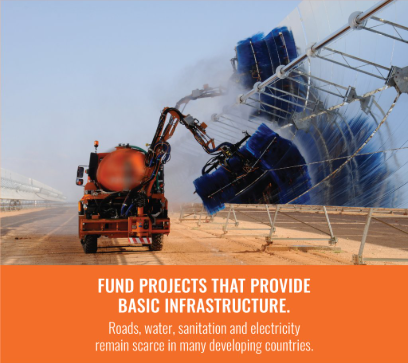 FUND PROJECTS THAT PROVIDE
BASIC INFRASTRUCTURE.
Roads, water, sanitation and electricity
remain scarce in many developing countries.